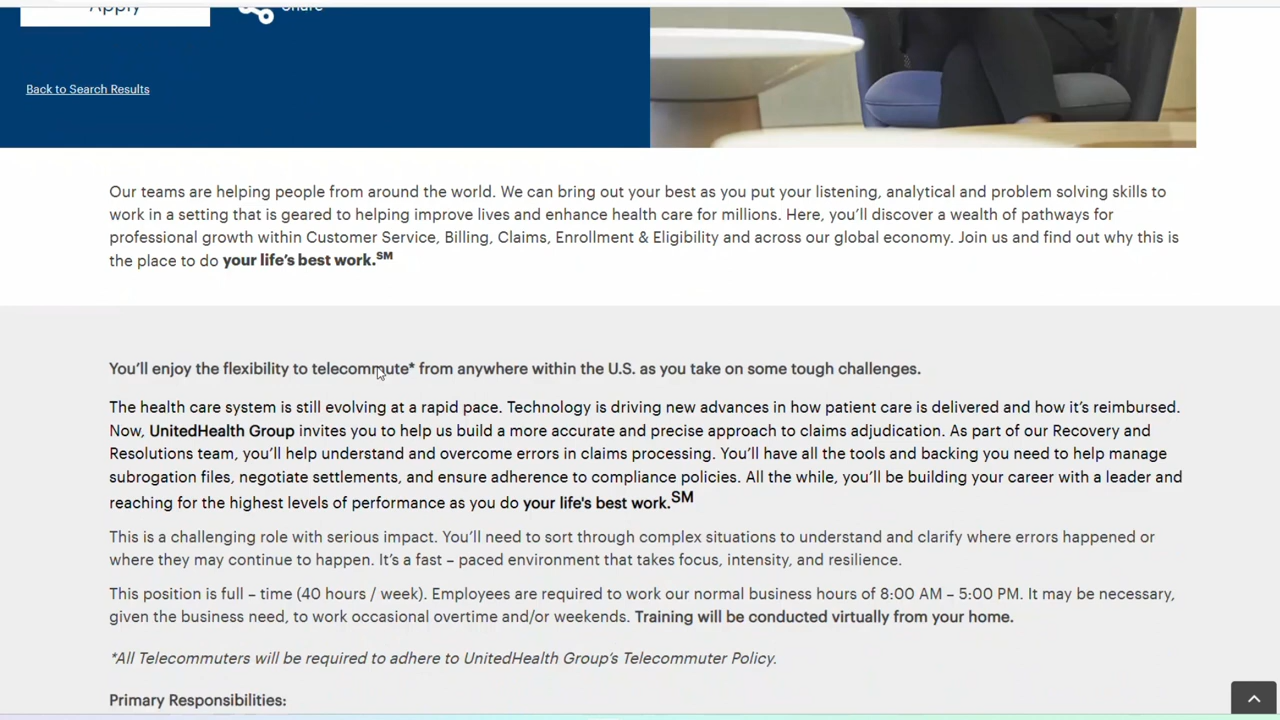 Apply
Share
Back to Search Results
Our teams are helping people from around the world. We can bring out your best as you put your listening, analytical and problem solving skills to
work in a setting that is geared to helping improve lives and enhance health care for millions. Here, you’ll discover a wealth of pathways for
professional growth within Customer Service, Billing, Claims, Enrollment & Eligibility and across our global economy. Join us and find out why this is
the place to do your life’s best work.SM
You’ll enjoy the flexibility to telecommute* from anywhere within the U.S. as you take on some tough challenges.
The health care system is still evolving at a rapid pace. Technology is driving new advances in how patient care is delivered and how it’s reimbursed.
Now, UnitedHealth Group invites you to help us build a more accurate and precise approach to claims adjudication. As part of our Recovery and
Resolutions team, you’ll help understand and overcome errors in claims processing. You’ll have all the tools and backing you need to help manage
subrogation files, negotiate settlements, and ensure adherence to compliance policies. All the while, you’ll be building your career with a leader and
reaching for the highest levels of performance as you do your life's best work.SM
This is a challenging role with serious impact. You’ll need to sort through complex situations to understand and clarify where errors happened or
where they may continue to happen. It’s a fast – paced environment that takes focus, intensity, and resilience.
This position is full – time (40 hours / week). Employees are required to work our normal business hours of 8:00 AM – 5:00 PM. It may be necessary,
given the business need, to work occasional overtime and/or weekends. Training will be conducted virtually from your home.
*All Telecommuters will be required to adhere to UnitedHealth Group’s Telecommuter Policy.
Primary Responsibilities: